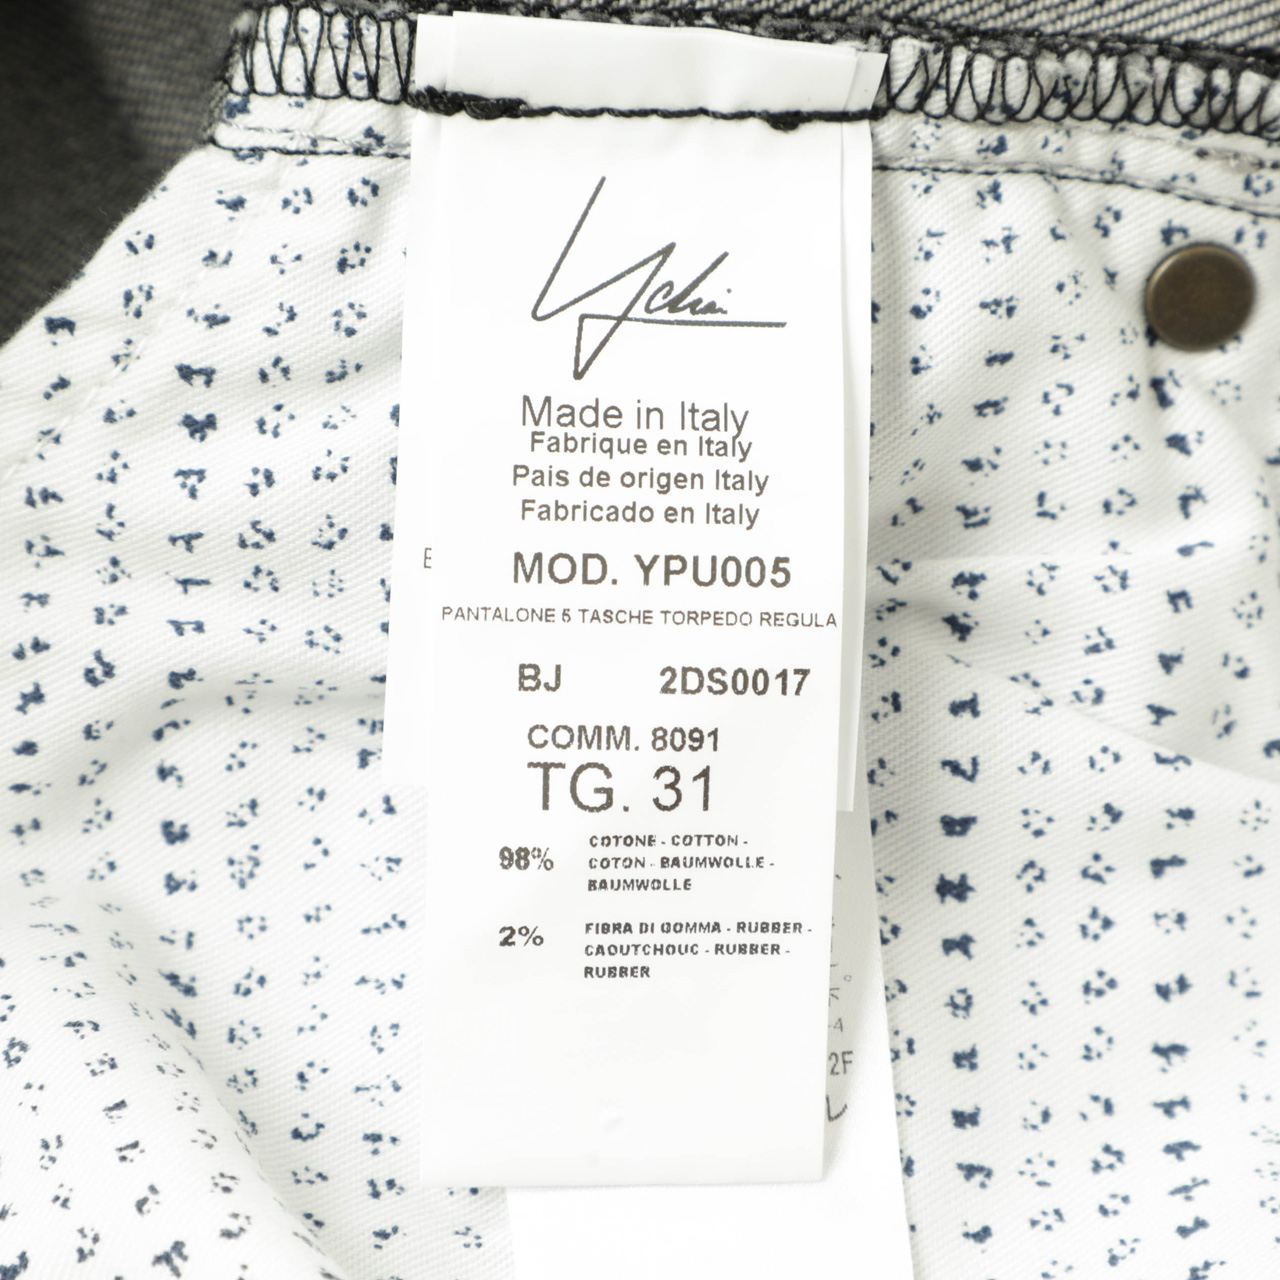 Made in Italy
Fabrique en Italy
Pais de origen Italy
Fabricado en Italy
E
MOD. YPU005
PANTALONE 5 TASCHE TORPEDO REGULA
BJ 2DS0017
COMM. 8091
TG. 31
98% COTONE - COTTON -
COTON - BAUMWOLLE -
BAUMWOLLE
2% FIBRA DI GOMMA - RUBBER -
CAOUTCHOUC - RUBBER -
RUBBER
4
2F
L